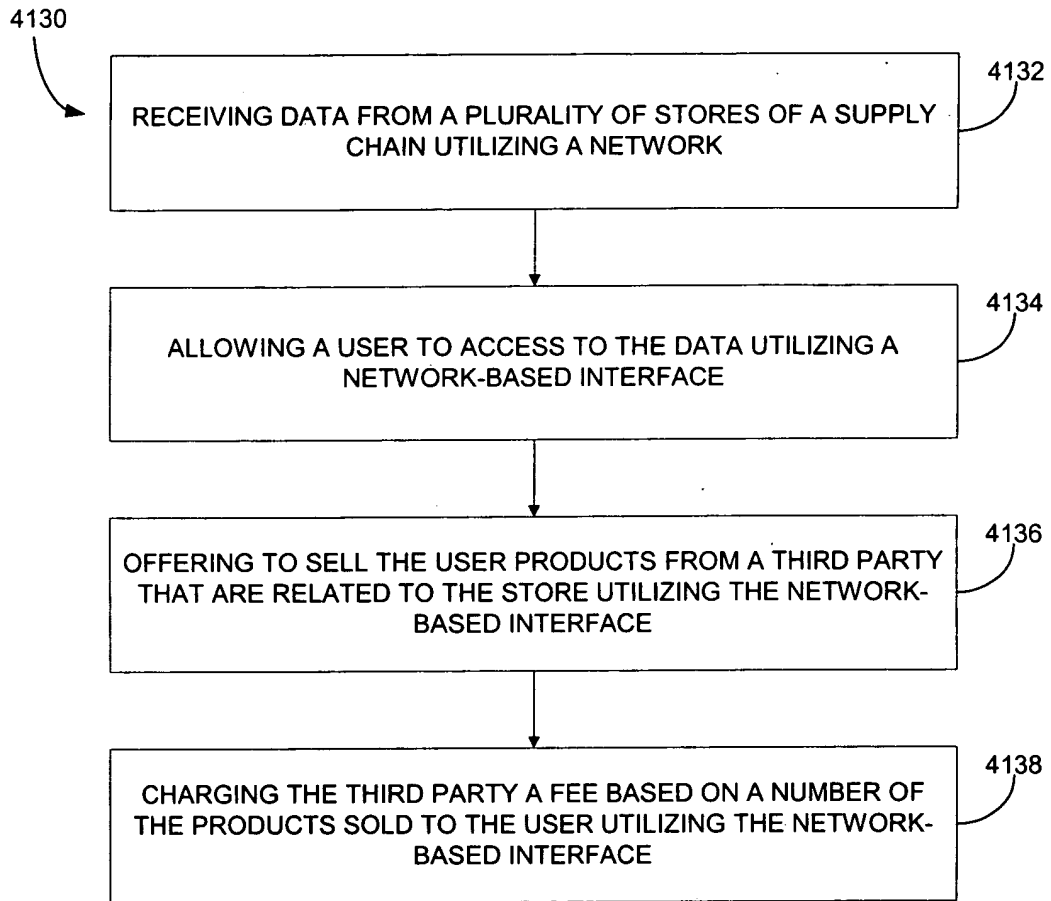 4130
4132
RECEIVING DATA FROM A PLURALITY OF STORES OF A SUPPLY
CHAIN UTILIZING A NETWORK
4134
ALLOWING A USER TO ACCESS TO THE DATA UTILIZING A
NETWORK-BASED INTERFACE
4136
OFFERING TO SELL THE USER PRODUCTS FROM A THIRD PARTY
THAT ARE RELATED TO THE STORE UTILIZING THE NETWORK-
BASED INTERFACE
4138
CHARGING THE THIRD PARTY A FEE BASED ON A NUMBER OF
THE PRODUCTS SOLD TO THE USER UTILIZING THE NETWORK-
BASED INTERFACE